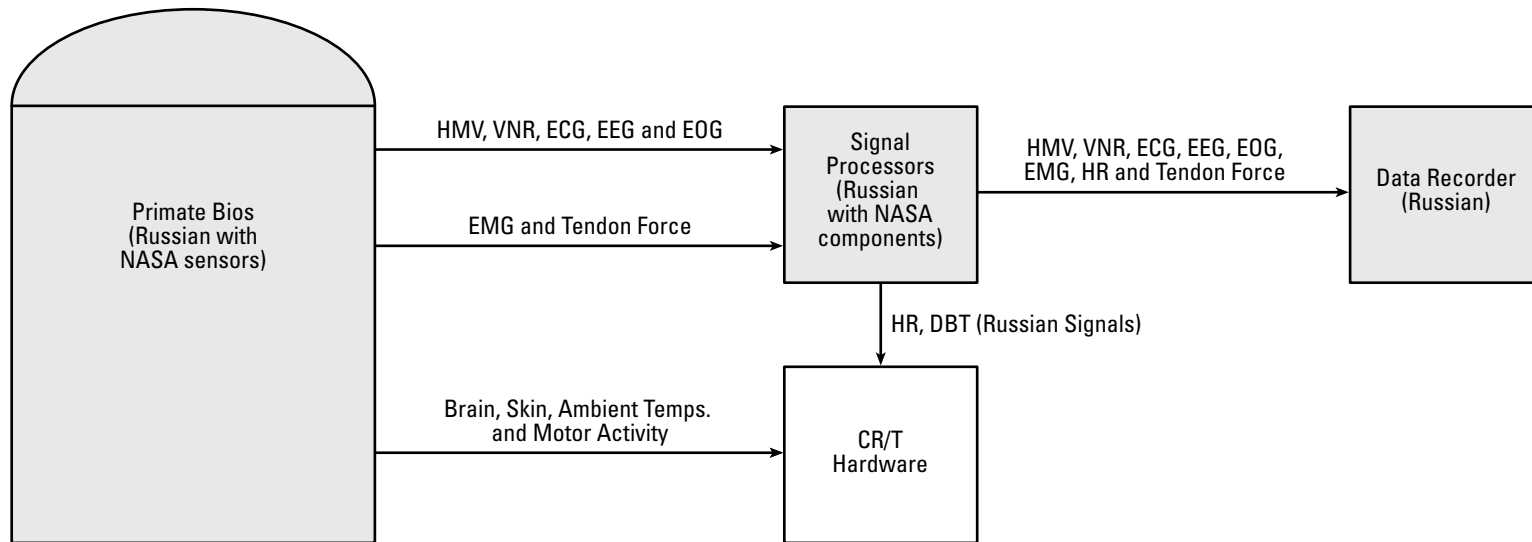 Primate Bios
(Russian with
NASA sensors)
HMV, VNR, ECG, EEG and EOG
EMG and Tendon Force
Brain, Skin, Ambient Temps.
and Motor Activity
Signal
Processors
(Russian
with NASA
components)
HR, DBT (Russian Signals)
CR/T
Hardware
HMV, VNR, ECG, EEG, EOG,
EMG, HR and Tendon Force
Data Recorder
(Russian)